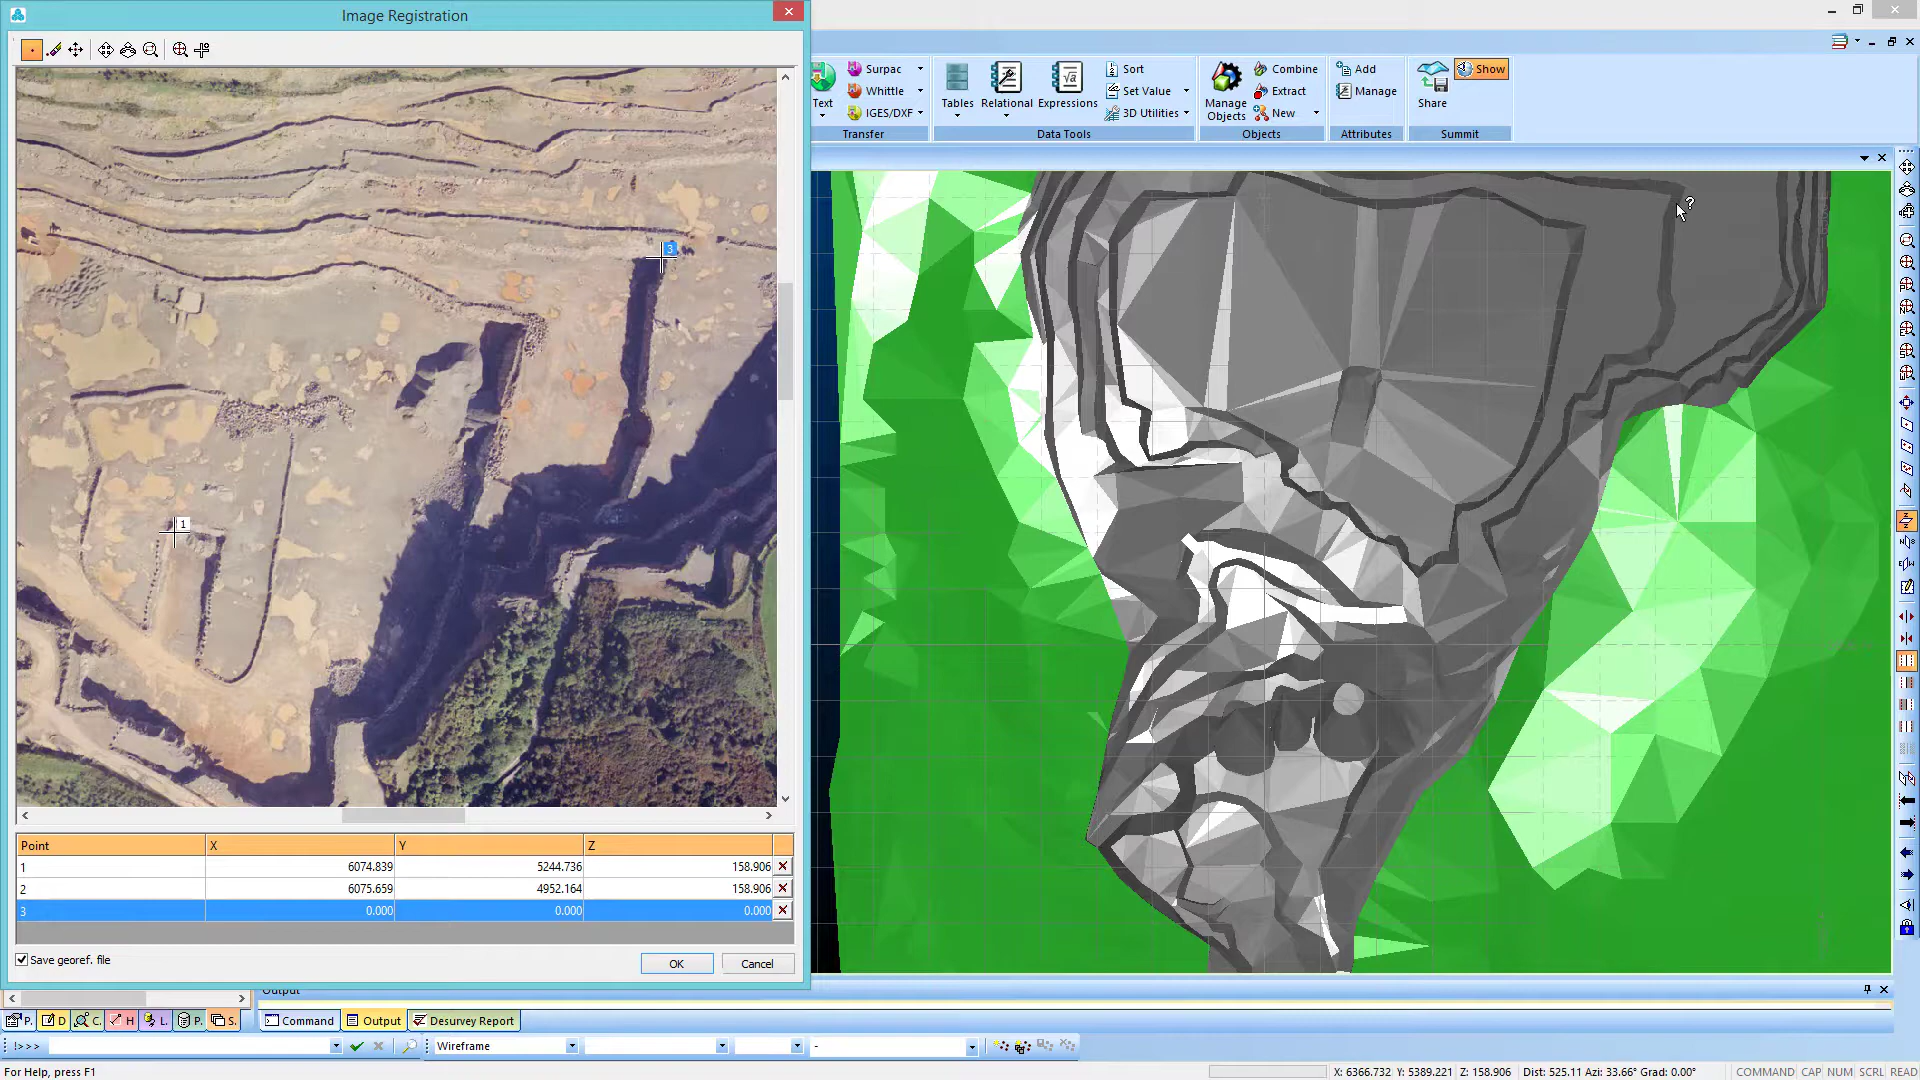 Image Registration
Text
Surpac
Whittle
IGES/DXF
Transfer
Tables
Relational
Expressions
Sort
Set Value
3D Utilities
Data Tools
Manage
Objects
Combine
Extract
New
Objects
Add
Manage
Attributes
Share
Show
Summit
3
1
Point X Y Z
1 6074.839 5244.736 158.906
2 6075.659 4952.164 158.906
3 0.000 0.000 0.000
Save georef. file
OK
Cancel
Output
P.
D
C.
H
L.
P.
S.
Command
Output
Desurvey Report
!>>>
Wireframe
-
For Help, press F1
X: 6366.732 Y: 5389.221 Z: 158.906 Dist: 525.11 Azi: 33.66° Grad: 0.00°
COMMAND CAP NUM SCRL READ